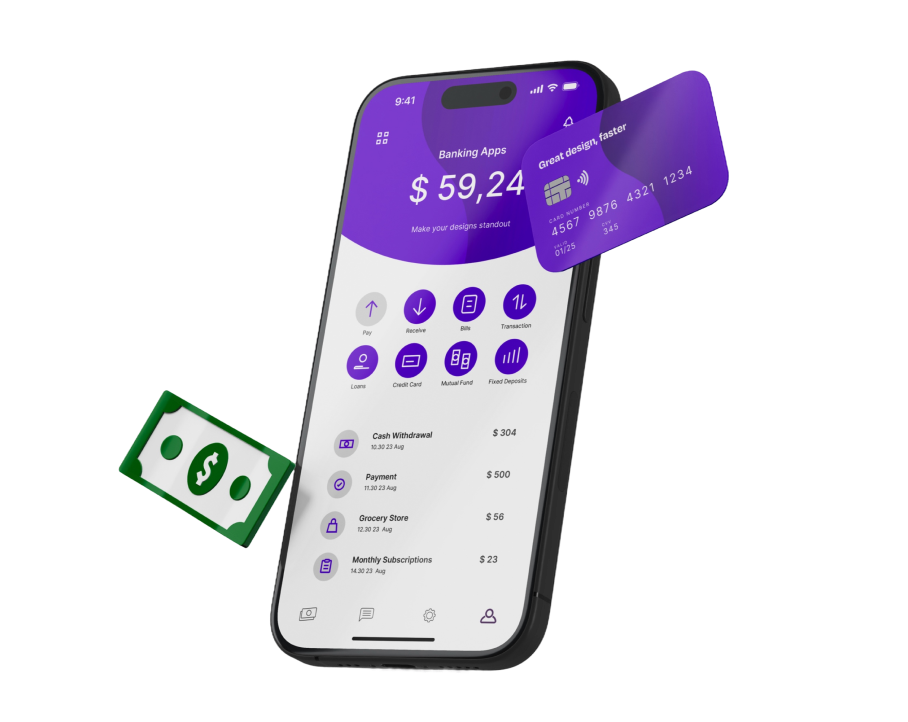 9:41
Banking Apps
$ 59,24
Make your designs standout
Great design, faster
CARD NUMBER
4567 9876 4321 1234
VALID
01/25
CVV
345
Pay
Receive
Bills
Transaction
Loans
Credit Card
Mutual Fund
Fixed Deposits
Cash Withdrawal
10.30 23 Aug
$ 304
Payment
11.30 23 Aug
$ 500
Grocery Store
12.30 23 Aug
$ 56
Monthly Subscriptions
14.30 23 Aug
$ 23
$